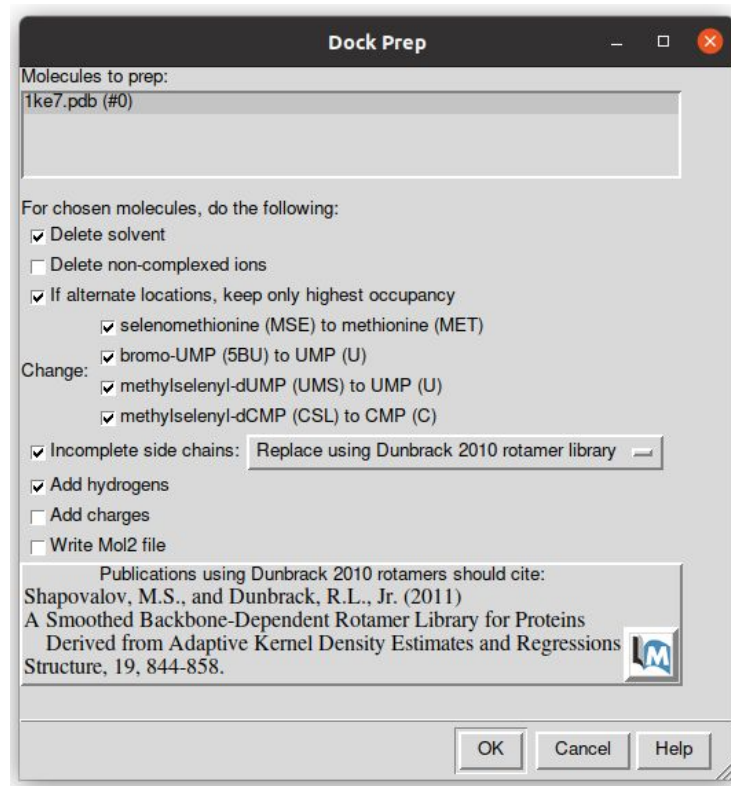 Dock Prep
Molecules to prep:
1ke7.pdb (#0)
For chosen molecules, do the following:
Delete solvent
Delete non-complexed ions
If alternate locations, keep only highest occupancy
Change:
selenomethionine (MSE) to methionine (MET)
bromo-UMP (5BU) to UMP (U)
methylselenyl-dUMP (UMS) to UMP (U)
methylselenyl-dCMP (CSL) to CMP (C)
Incomplete side chains: Replace using Dunbrack 2010 rotamer library
Add hydrogens
Add charges
Write Mol2 file
Publications using Dunbrack 2010 rotamers should cite:
Shapovalov, M.S., and Dunbrack, R.L., Jr. (2011)
A Smoothed Backbone-Dependent Rotamer Library for Proteins
Derived from Adaptive Kernel Density Estimates and Regressions
Structure, 19, 844-858.
M
OK Cancel Help